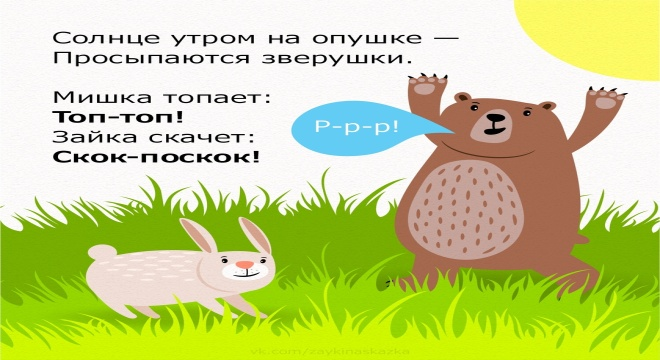 Солнце утром на опушке —
Просыпаются зверушки.
Мишка топает:
Топ-топ!
Зайка скачет:
Скок-поскок!
Р-р-р!
vk.com/zaykinaskazka